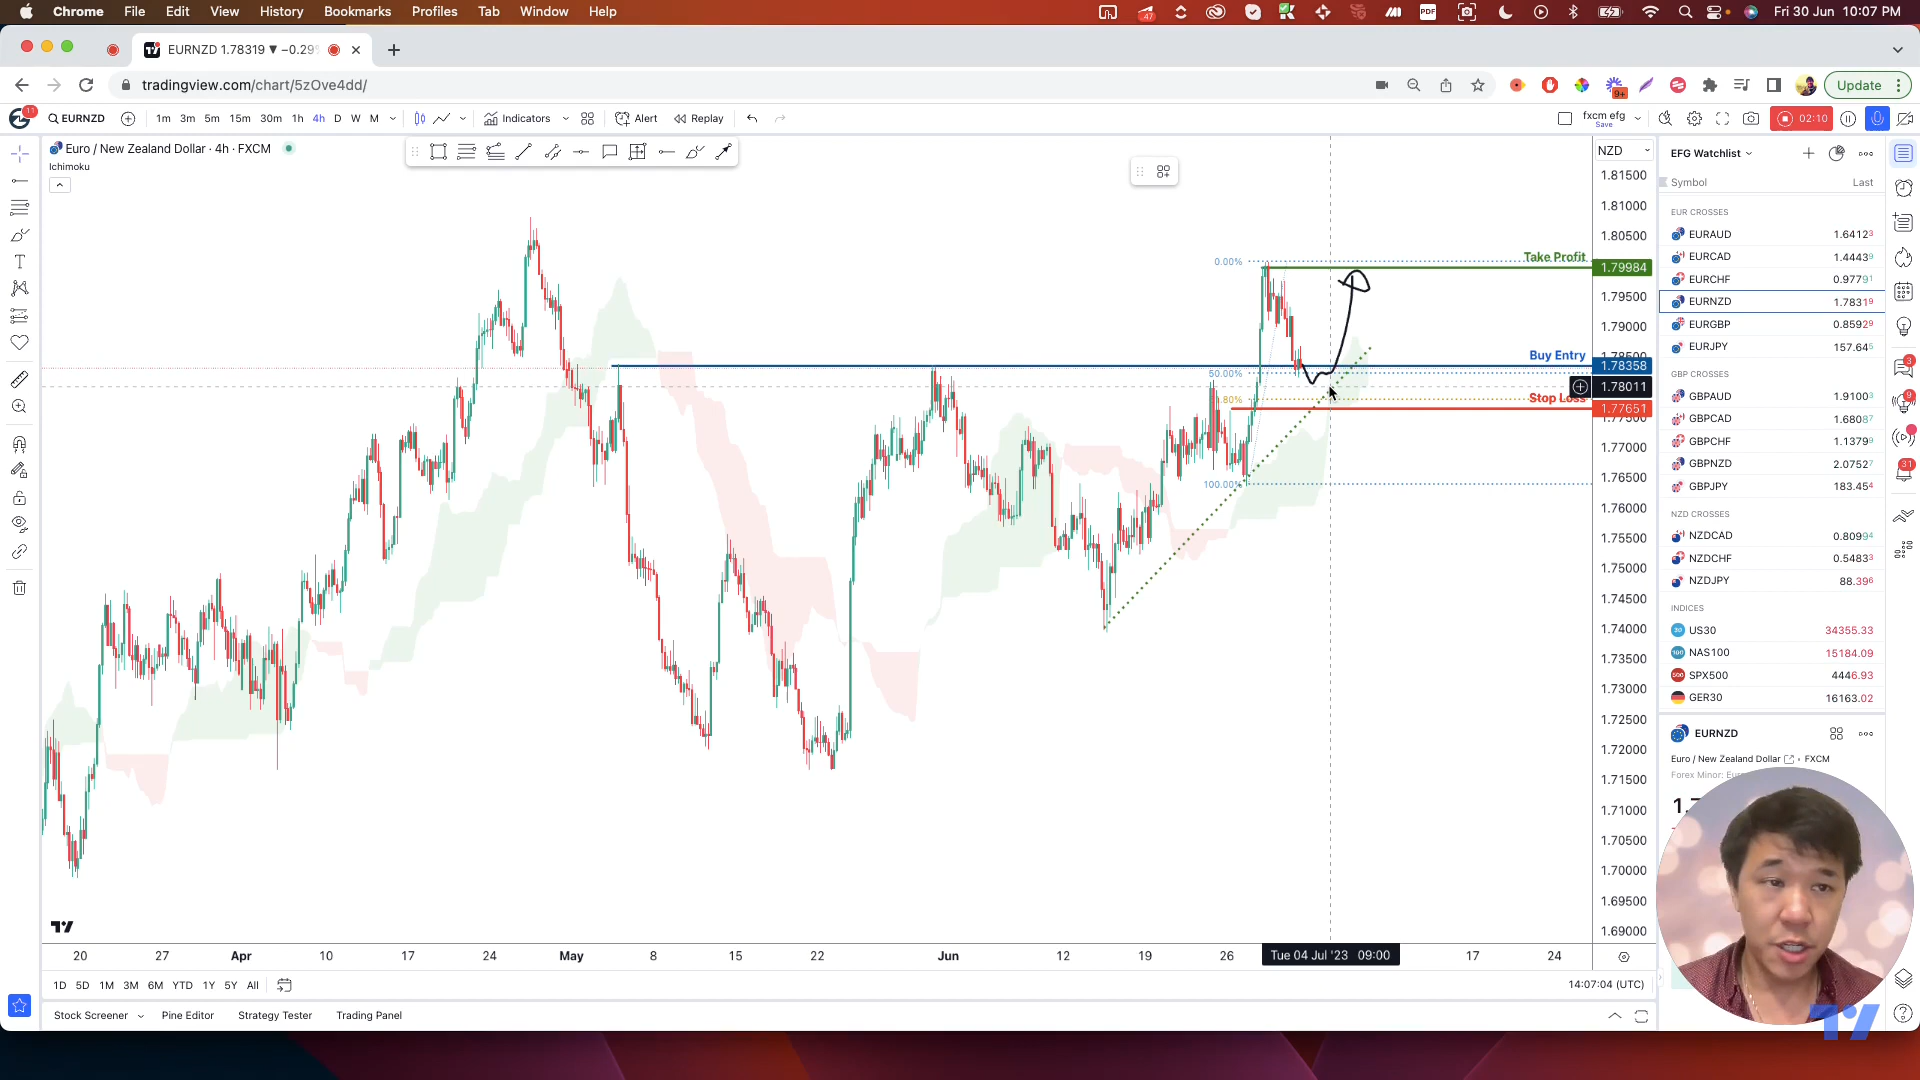 Chrome File Edit View History Bookmarks Profiles Tab Window Help
47 PDF Fri 30 Jun 10:07 PM
EURNZD 1.78319 ▼ −0.29
tradingview.com/chart/5zOve4dd/
9+ Update
11 EURNZD 1m 3m 5m 15m 30m 1h 4h D W M Indicators Alert Replay fxcm efg Save 02:10
Euro / New Zealand Dollar · 4h · FXCM
Ichimoku
NZD
1.81500
1.81000
1.80500
Take Profit 1.79984
0.00%
1.79500
1.79000
Buy Entry 1.78358
50.00%
1.78011
Stop Loss 1.77651
1.77000
1.76500
100.00%
1.76000
1.75500
1.75000
1.74500
1.74000
1.73500
1.73000
1.72500
1.72000
1.71500
1.71000
1.70500
1.70000
1.69500
1.69000
20 27 Apr 10 17 24 May 8 15 22 Jun 12 19 26 Tue 04 Jul '23 09:00 17 24
1D 5D 1M 3M 6M YTD 1Y 5Y All 14:07:04 (UTC)
Stock Screener Pine Editor Strategy Tester Trading Panel
EFG Watchlist
Symbol Last
EUR CROSSES
EURAUD 1.64123
EURCAD 1.44439
EURCHF 0.97791
EURNZD 1.78319
EURGBP 0.85929
EURJPY 157.645
GBP CROSSES
GBPAUD 1.91003
GBPCAD 1.68087
GBPCHF 1.13799
GBPNZD 2.07527
GBPJPY 183.454
NZD CROSSES
NZDCAD 0.80994
NZDCHF 0.54833
NZDJPY 88.396
INDICES
US30 34355.33
NAS100 15184.09
SPX500 4446.93
GER30 16163.02
EURNZD
Euro / New Zealand Dollar · FXCM
Forex Minor:
3
9
31